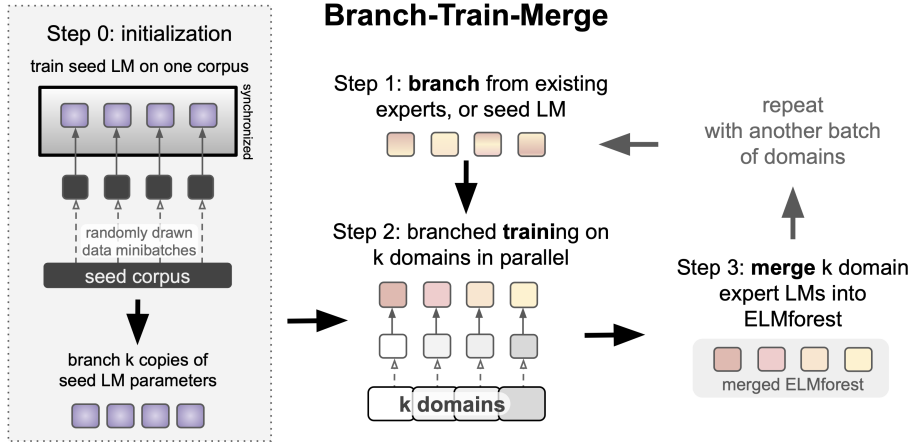 Branch-Train-Merge
Step 0: initialization
train seed LM on one corpus
synchronized
randomly drawn
data minibatches
seed corpus
branch k copies of
seed LM parameters
Step 1: branch from existing
experts, or seed LM
Step 2: branched training on
k domains in parallel
k domains
Step 3: merge k domain
expert LMs into
ELMforest
merged ELMforest
repeat
with another batch
of domains